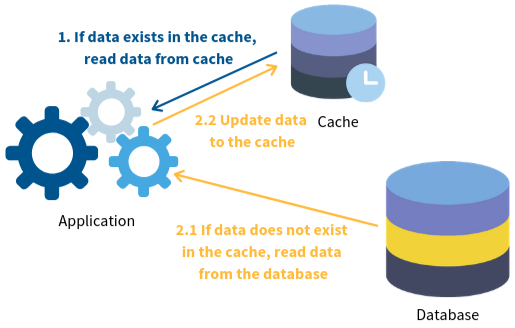 1. If data exists in the cache,
read data from cache
2.2 Update data
to the cache
Cache
Application
2.1 If data does not exist
in the cache, read data
from the database
Database